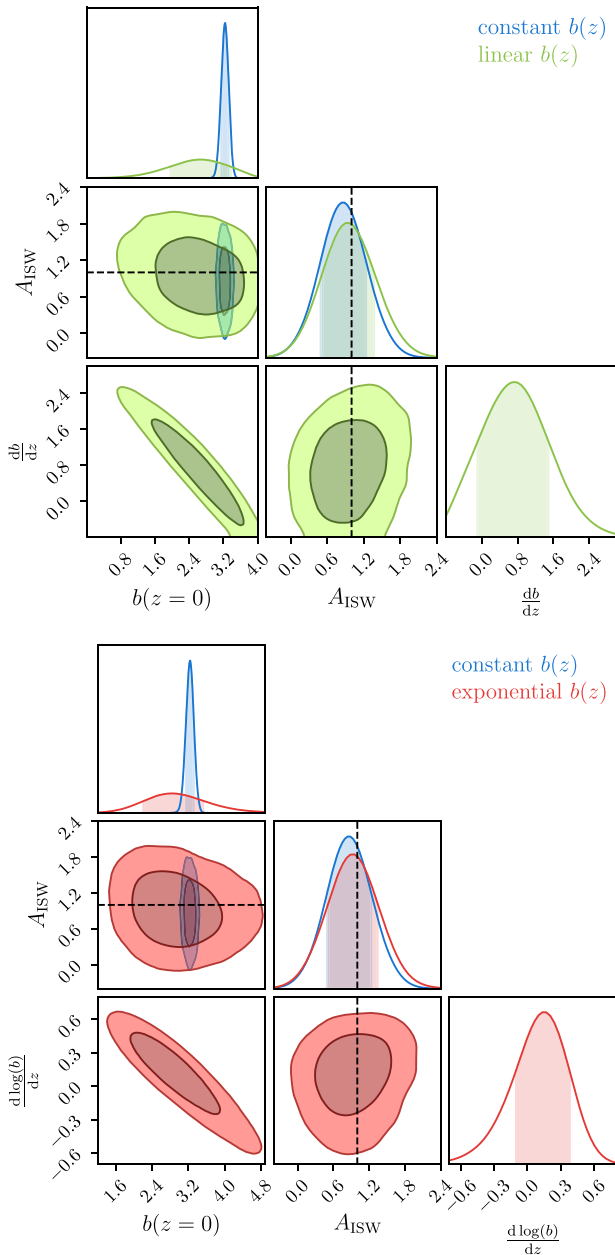 constant b(z)
linear b(z)
2.4
1.8
1.2
0.6
0.0
A_ISW
2.4
1.6
0.8
0.0
db/dz
0.8 1.6 2.4 3.2 4.0
0.0 0.6 1.2 1.8 2.4
0.0 0.8 1.6 2.4
b(z = 0) A_ISW db/dz
constant b(z)
exponential b(z)
2.4
1.8
1.2
0.6
0.0
A_ISW
0.6
0.3
0.0
−0.3
−0.6
d log(b)/dz
1.6 2.4 3.2 4.0 4.8
0.0 0.6 1.2 1.8 2.4
−0.6 −0.3 0.0 0.3 0.6
b(z = 0) A_ISW d log(b)/dz